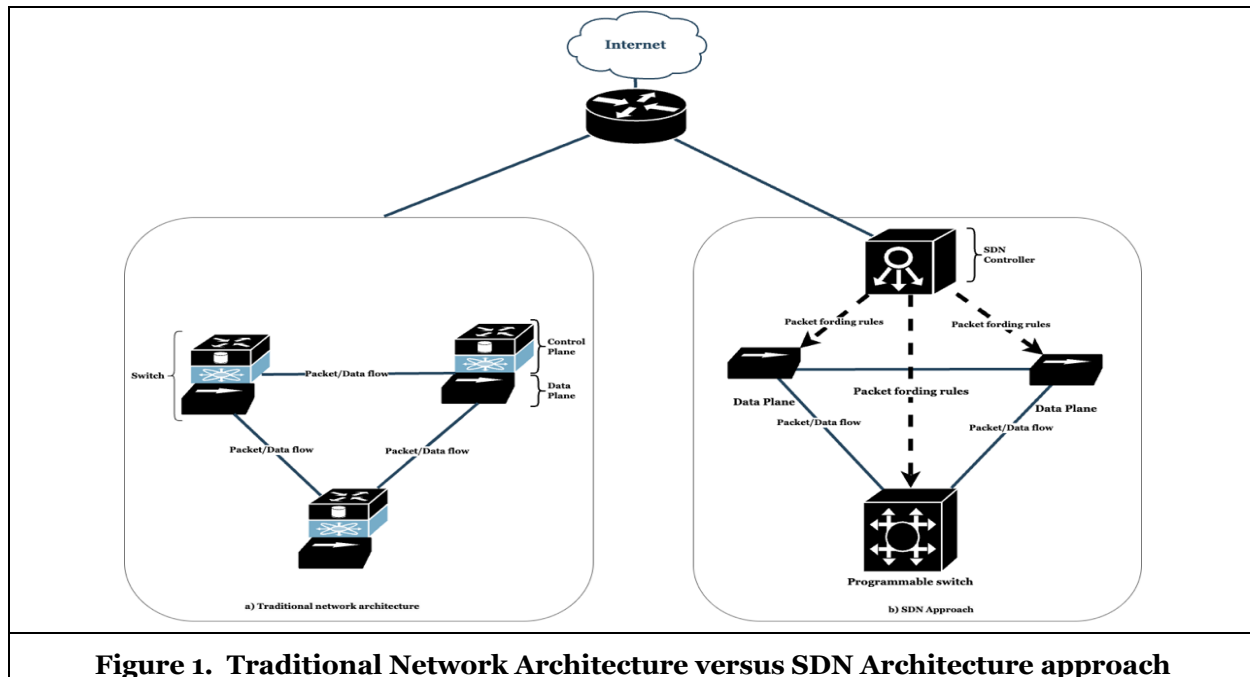 Internet
Switch
Packet/Data flow
Control
Plane
Data
Plane
Packet/Data flow
Packet/Data flow
a) Traditional network architecture
SDN
Controller
Packet fording rules
Packet fording rules
Data Plane
Packet fording rules
Data Plane
Packet/Data flow
Packet/Data flow
Programmable switch
b) SDN Approach
Figure 1. Traditional Network Architecture versus SDN Architecture approach